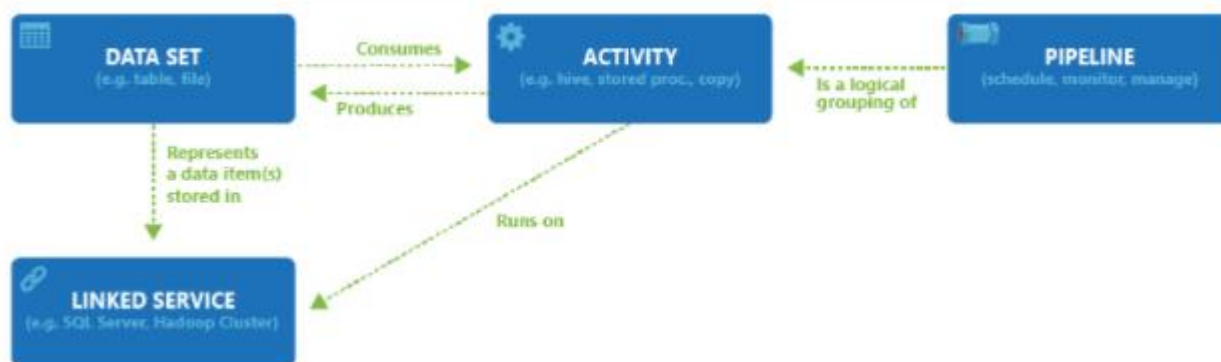 DATA SET
(e.g. table, file)
Consumes
Produces
ACTIVITY
(e.g. hive, stored proc., copy)
Is a logical
grouping of
PIPELINE
(schedule, monitor, manage)
Represents
a data item(s)
stored in
Runs on
LINKED SERVICE
(e.g. SQL Server, Hadoop Cluster)